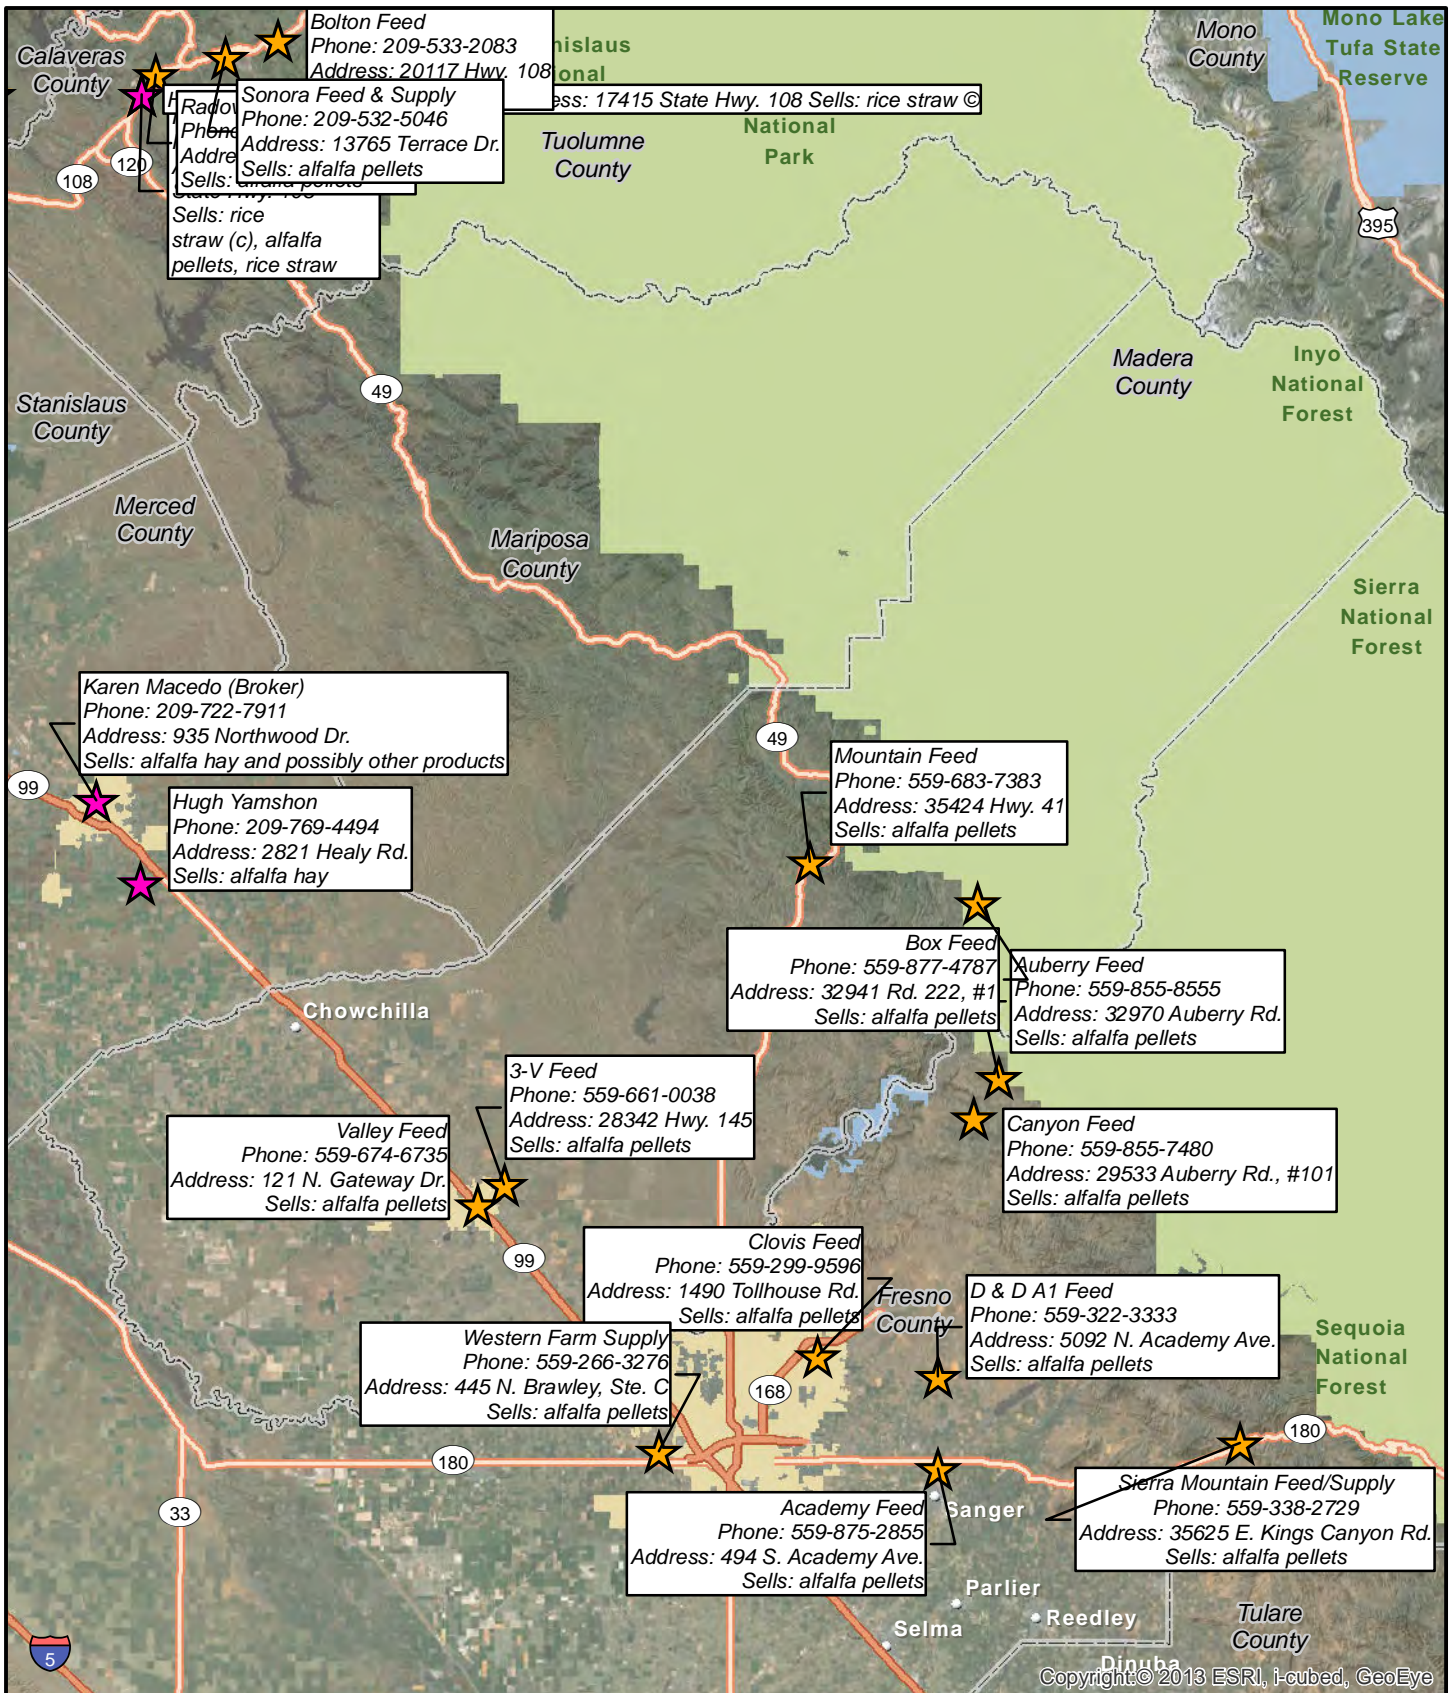 Bolton Feed
Phone: 209-533-2083
Address: 20117 Hwy. 108
Calaveras
County
Mono
County
Mono Lake
Tufa State
Reserve
17415 State Hwy. 108 Sells: rice straw ©
Sonora Feed & Supply
Phone: 209-532-5046
Address: 13765 Terrace Dr.
Sells: alfalfa pellets
Sells: alfalfa pellets
State Hwy. 108
Sells: rice
straw (c), alfalfa
pellets, rice straw
National
Park
Tuolumne
County
108
120
395
Stanislaus
County
49
Madera
County
Inyo
National
Forest
Merced
County
Mariposa
County
Sierra
National
Forest
Karen Macedo (Broker)
Phone: 209-722-7911
Address: 935 Northwood Dr.
Sells: alfalfa hay and possibly other products
99
Hugh Yamshon
Phone: 209-769-4494
Address: 2821 Healy Rd.
Sells: alfalfa hay
49
Mountain Feed
Phone: 559-683-7383
Address: 35424 Hwy. 41
Sells: alfalfa pellets
Box Feed
Phone: 559-877-4787
Address: 32941 Rd. 222, #1
Sells: alfalfa pellets
Auberry Feed
Phone: 559-855-8555
Address: 32970 Auberry Rd.
Sells: alfalfa pellets
Chowchilla
3-V Feed
Phone: 559-661-0038
Address: 28342 Hwy. 145
Sells: alfalfa pellets
Valley Feed
Phone: 559-674-6735
Address: 121 N. Gateway Dr.
Sells: alfalfa pellets
Canyon Feed
Phone: 559-855-7480
Address: 29533 Auberry Rd., #101
Sells: alfalfa pellets
99
Clovis Feed
Phone: 559-299-9596
Address: 1490 Tollhouse Rd.
Sells: alfalfa pellets
Fresno
County
D & D A1 Feed
Phone: 559-322-3333
Address: 5092 N. Academy Ave.
Sells: alfalfa pellets
Sequoia
National
Forest
Western Farm Supply
Phone: 559-266-3276
Address: 445 N. Brawley, Ste. C
Sells: alfalfa pellets
168
180
180
33
Sierra Mountain Feed/Supply
Phone: 559-338-2729
Address: 35625 E. Kings Canyon Rd.
Sells: alfalfa pellets
Academy Feed
Phone: 559-875-2855
Address: 494 S. Academy Ave.
Sells: alfalfa pellets
Sanger
Parlier
Reedley
Selma
Tulare
County
Dinuba
5
Copyright:© 2013 ESRI, i-cubed, GeoEye